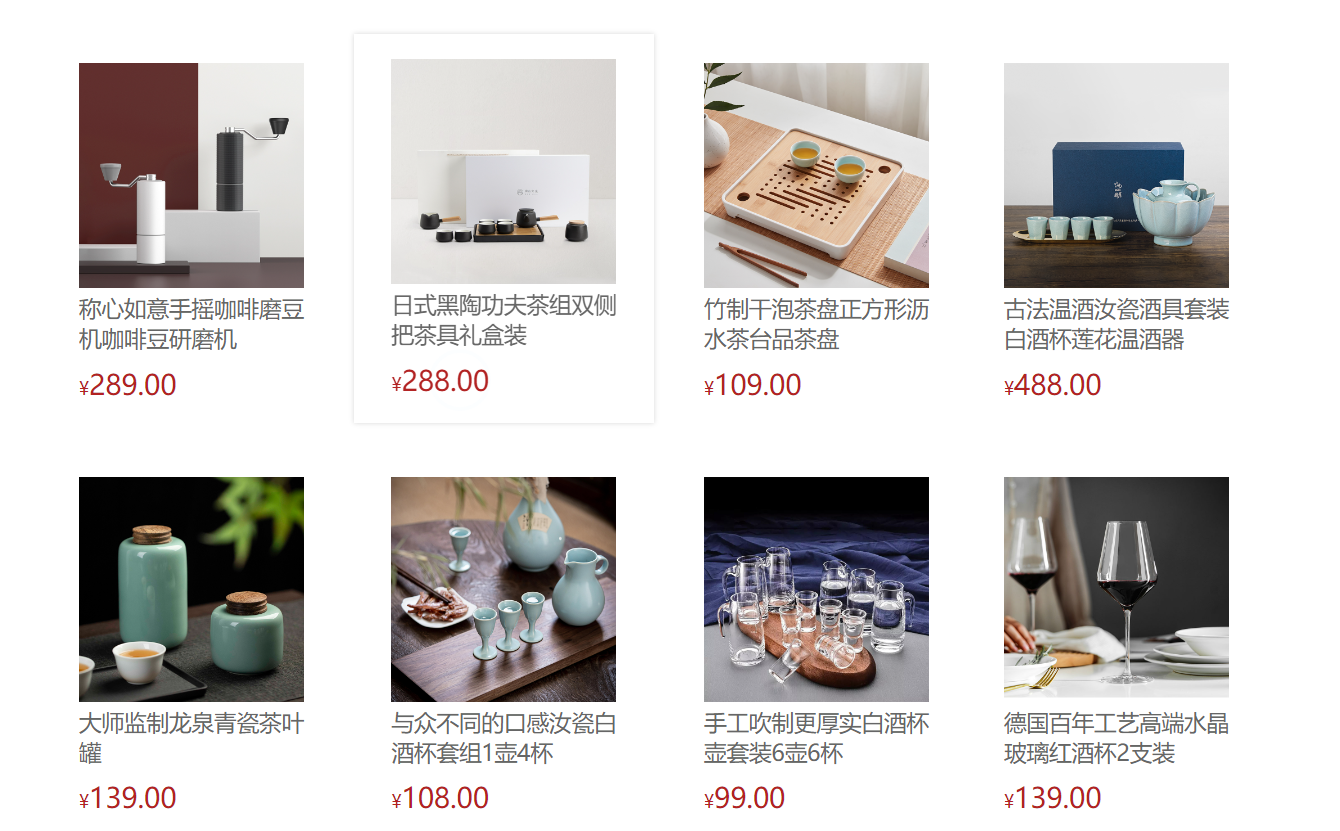 称心如意手摇咖啡磨豆
机咖啡豆研磨机
¥289.00
日式黑陶功夫茶组双侧
把茶具礼盒装
¥288.00
竹制干泡茶盘正方形沥
水茶台品茶盘
¥109.00
古法温酒汝瓷酒具套装
白酒杯莲花温酒器
¥488.00
大师监制龙泉青瓷茶叶
罐
¥139.00
与众不同的口感汝瓷白
酒杯套组1壶4杯
¥108.00
手工吹制更厚实白酒杯
壶套装6壶6杯
¥99.00
德国百年工艺高端水晶
玻璃红酒杯2支装
¥139.00